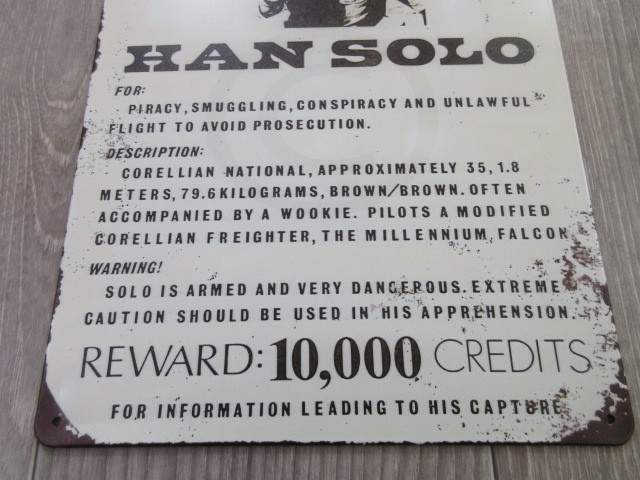 HAN SOLO
FOR:
PIRACY, SMUGGLING, CONSPIRACY AND UNLAWFUL
FLIGHT TO AVOID PROSECUTION.
DESCRIPTION:
CORELLIAN NATIONAL, APPROXIMATELY 35, 1.8
METERS, 79.6 KILOGRAMS, BROWN/BROWN. OFTEN
ACCOMPANIED BY A WOOKIE. PILOTS A MODIFIED
CORELLIAN FREIGHTER, THE MILLENNIUM FALCON
WARNING!
SOLO IS ARMED AND VERY DANGEROUS. EXTREME
CAUTION SHOULD BE USED IN HIS APPREHENSION.
REWARD: 10,000 CREDITS
FOR INFORMATION LEADING TO HIS CAPTURE